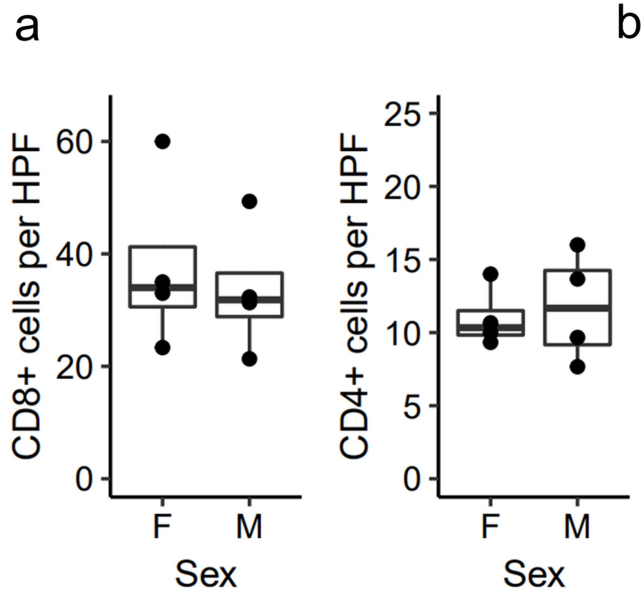 a
b
CD8+ cells per HPF
60
40
20
0
F M
Sex
CD4+ cells per HPF
25
20
15
10
5
0
F M
Sex